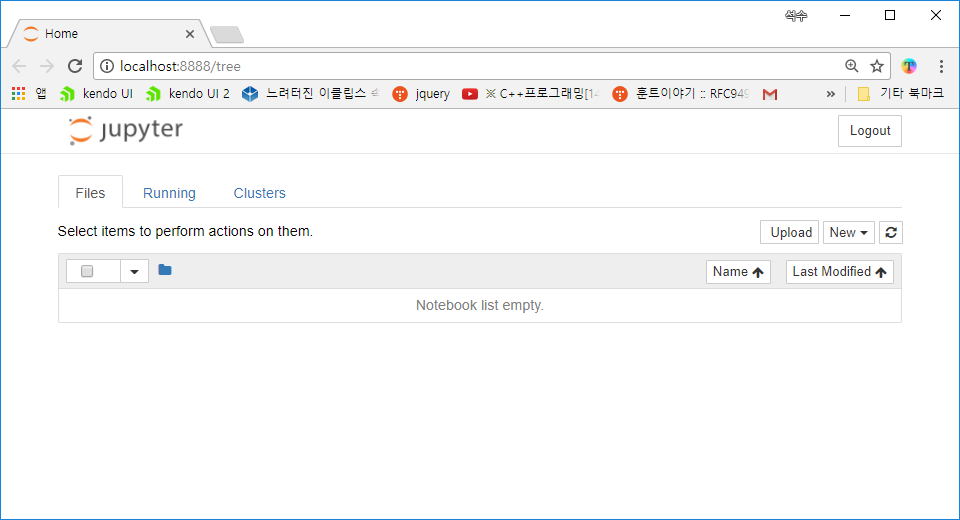 석수
Home
localhost:8888/tree
앱 kendo UI kendo UI 2 느려터진 이클립스 jquery ※ C++프로그래밍[14 훈트이야기 :: RFC949 » 기타 북마크
jupyter Logout
Files Running Clusters
Select items to perform actions on them. Upload New
Name Last Modified
Notebook list empty.